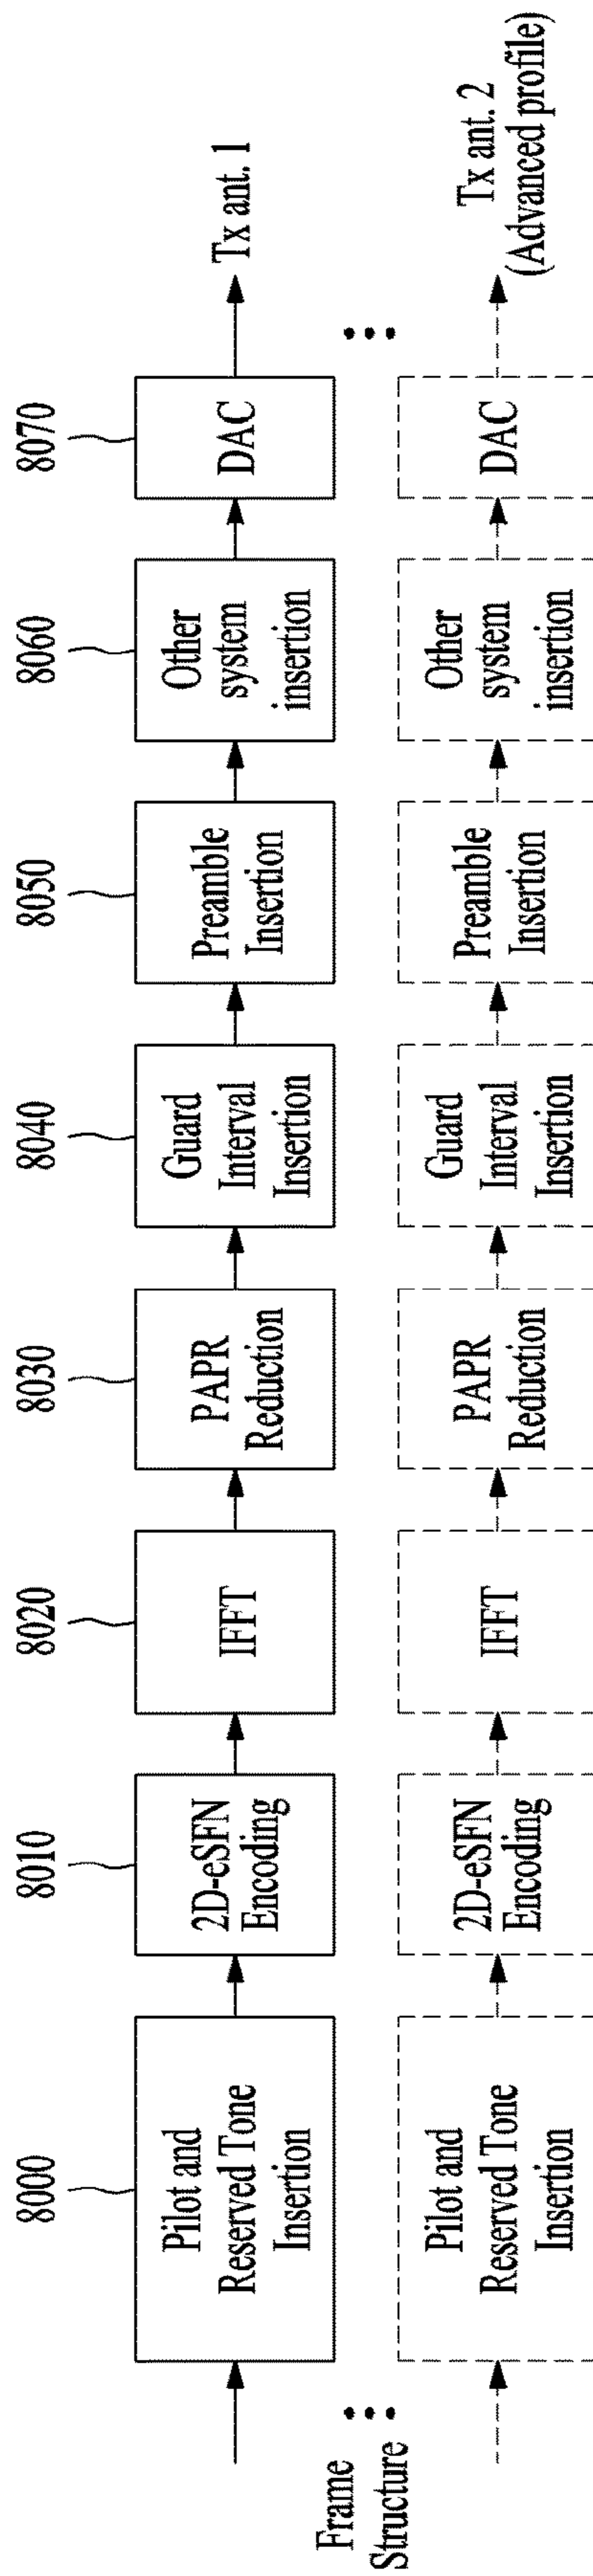 8000
8010
8020
8030
8040
8050
8060
8070
Pilot and
Reserved Tone
Insertion
2D-eSFN
Encoding
IFFT
PAPR
Reduction
Guard
Interval
Insertion
Preamble
Insertion
Other
system
insertion
DAC
Tx ant. 1
Frame
Structure
Pilot and
Reserved Tone
Insertion
2D-eSFN
Encoding
IFFT
PAPR
Reduction
Guard
Interval
Insertion
Preamble
Insertion
Other
system
insertion
DAC
Tx ant. 2
(Advanced profile)